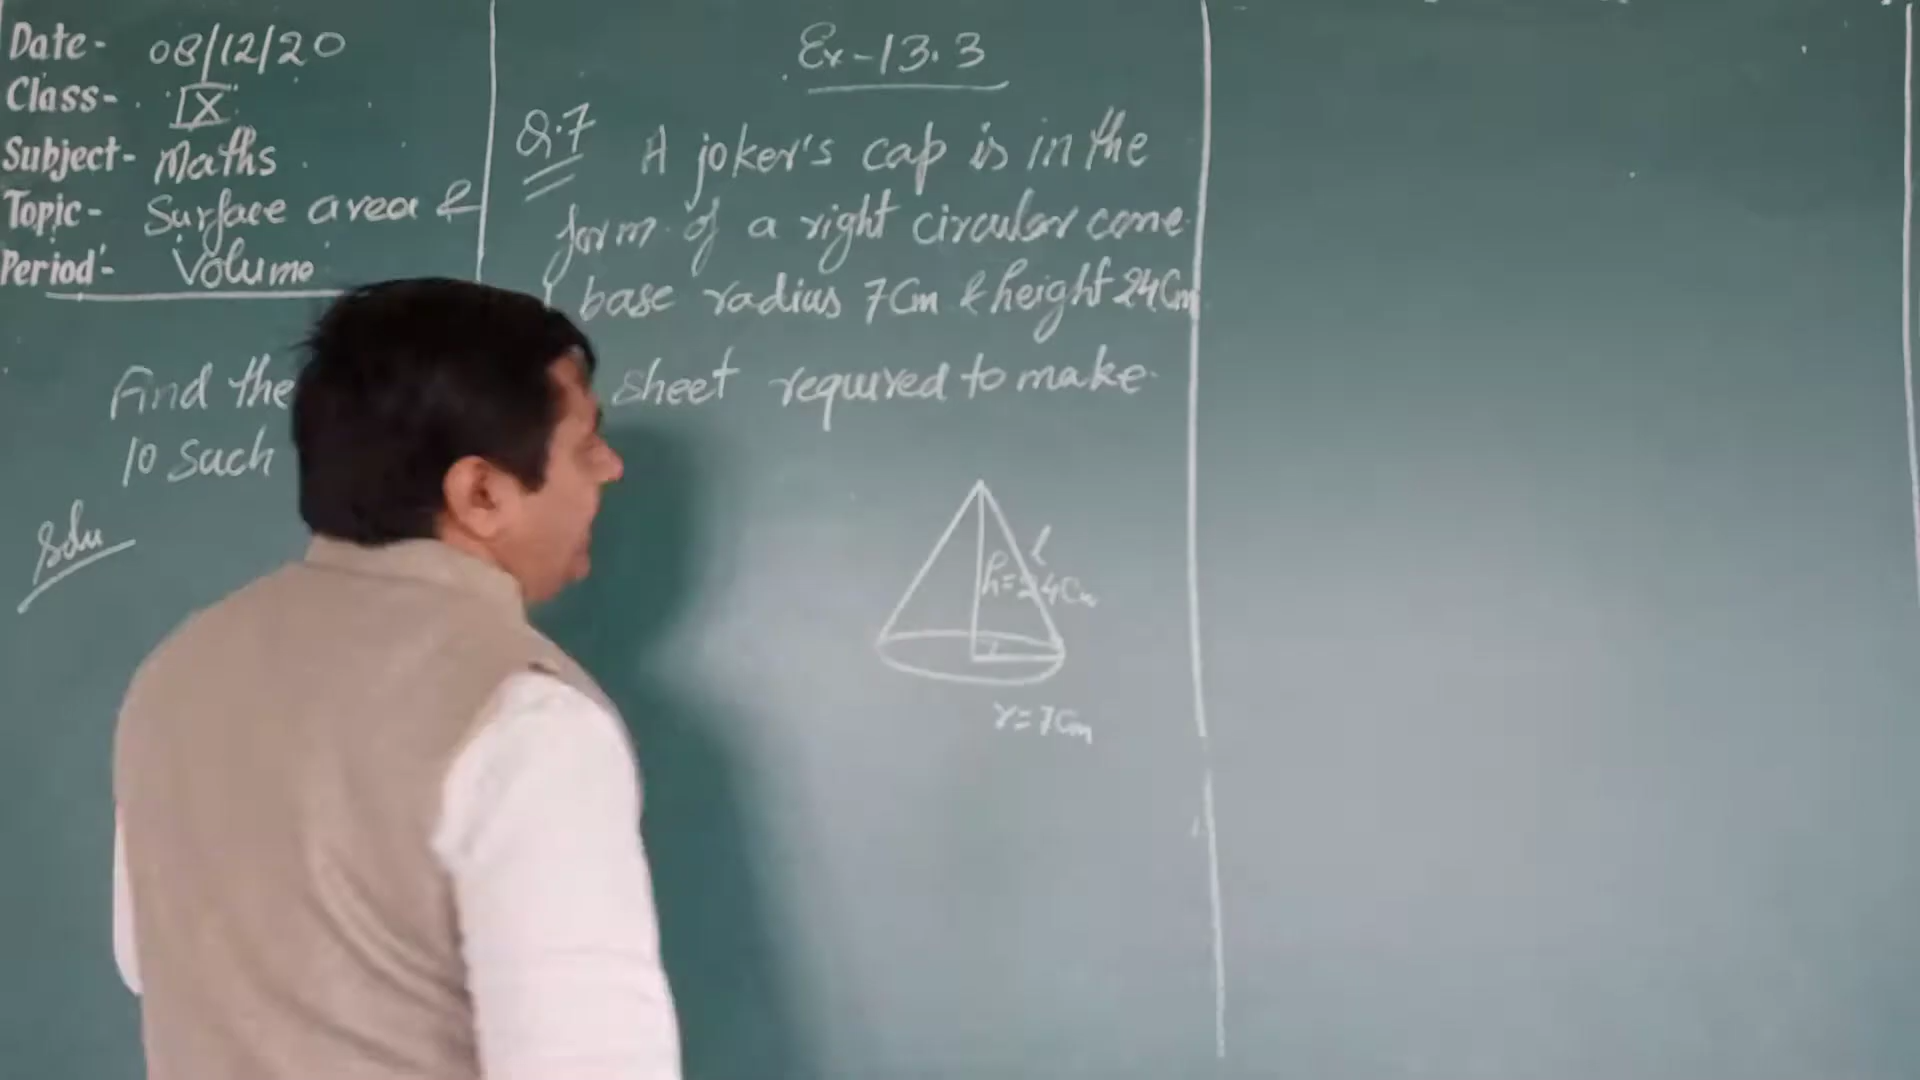 Date - 08/12/20
Class - IX
Subject - Maths
Topic - Surface area &
Period - Volume
Ex-13.3
Q.7 A joker's cap is in the
form of a right circular cone
base radius 7Cm & height 24Cm
Find the sheet required to make
10 such
Solu
l
h=24Cm
r=7Cm